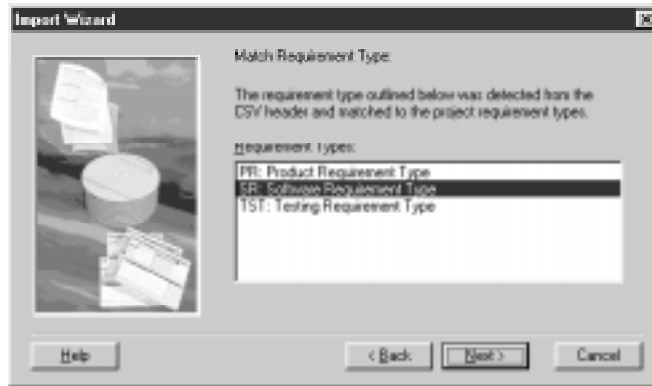 Import Wizard
Match Requirement Type:
The requirement type outlined below was detected from the
CSV header and matched to the project requirement types.
Requirement Types:
PR: Product Requirement Type
SR: Software Requirement Type
TST: Testing Requirement Type
Help
< Back
Next >
Cancel